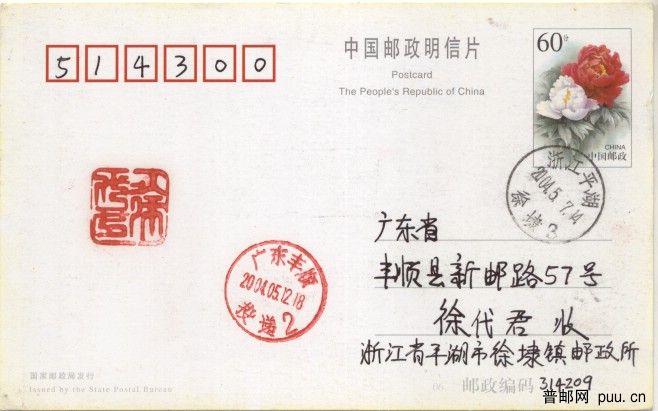 514300
中国邮政明信片
Postcard
The People's Republic of China
60分
CHINA
中国邮政
浙江平湖
2004.5.7.14
徐埭3
广东丰顺
2004.05.12.18
投递2
广东省
丰顺县新邮路57号
徐代君收
浙江省平湖市徐埭镇邮政所
国家邮政局发行
Issued by the State Postal Bureau
06 邮政编码 314209
普邮网 puu.cn